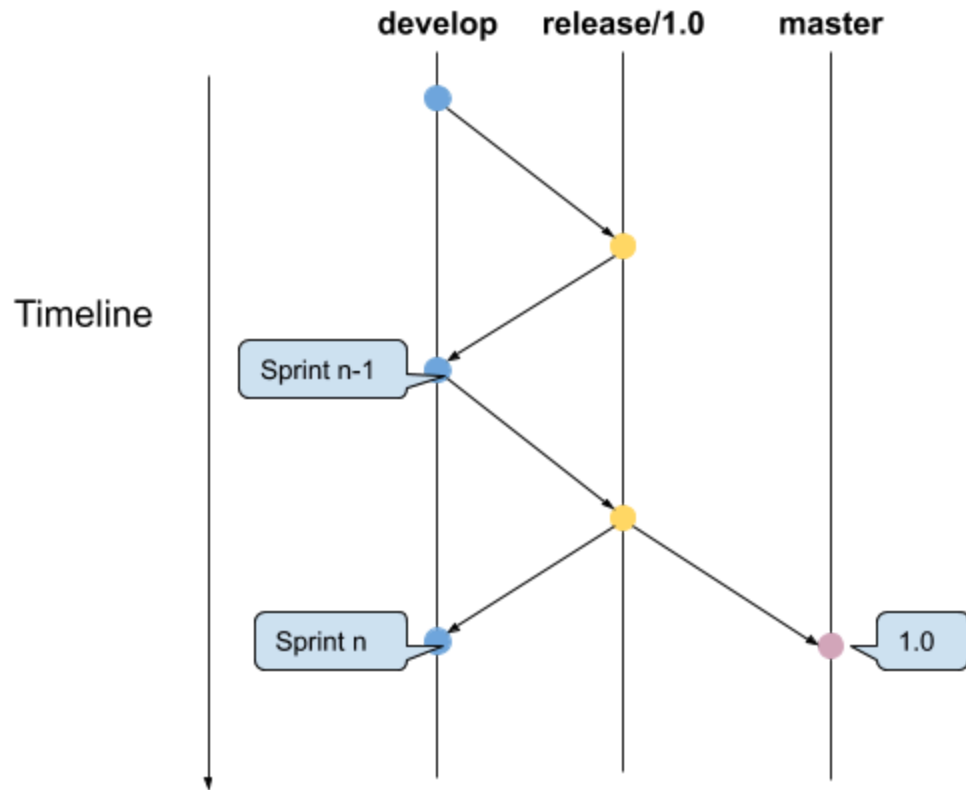 develop
release/1.0
master
Timeline
Sprint n-1
Sprint n
1.0